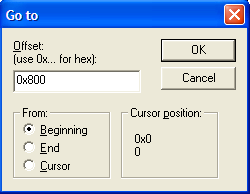 Go to
Offset:
(use 0x... for hex):
OK
0x800
Cancel
From:
Beginning
End
Cursor
Cursor position:
0x0
0